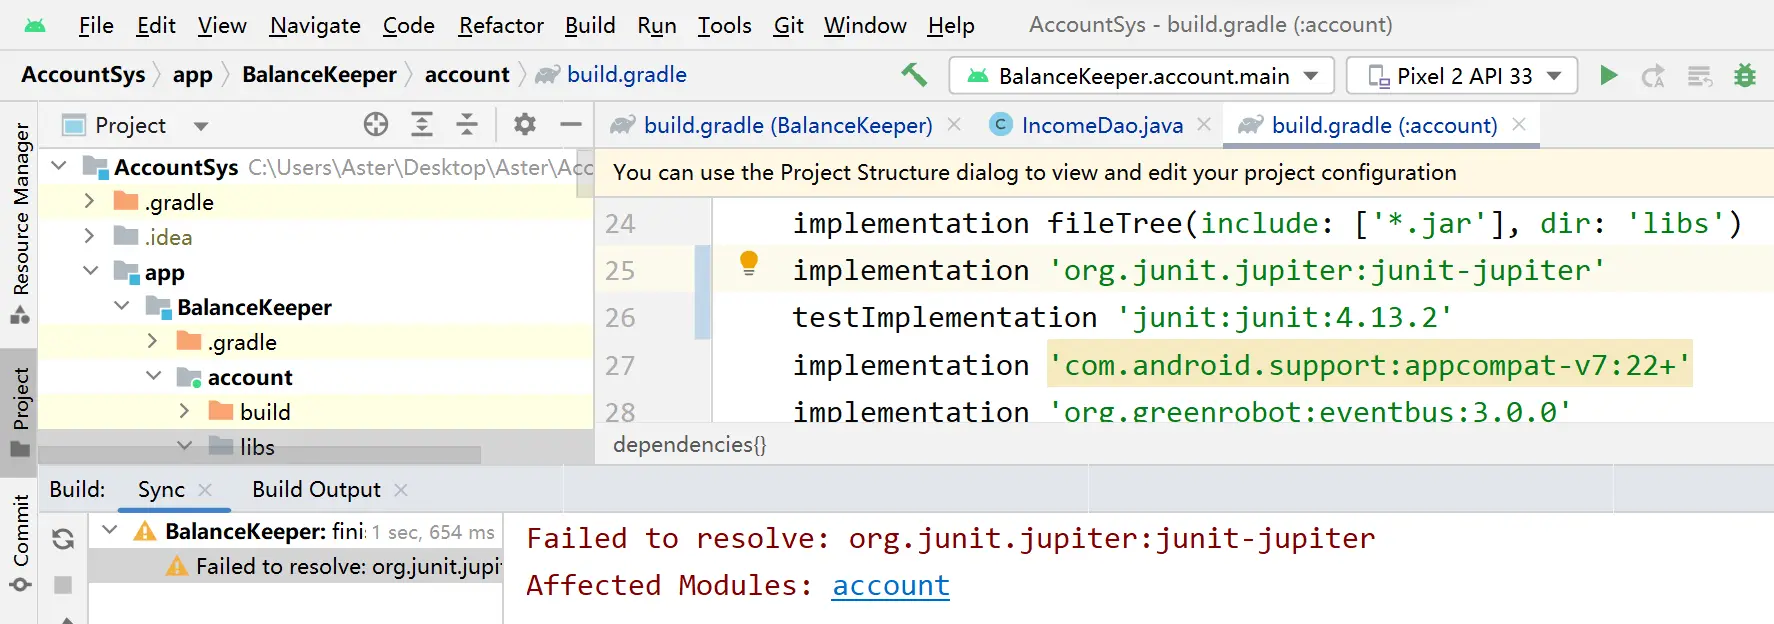 File Edit View Navigate Code Refactor Build Run Tools Git Window Help AccountSys - build.gradle (:account)
AccountSys app BalanceKeeper account build.gradle BalanceKeeper.account.main Pixel 2 API 33
Resource Manager
Project
Commit
Project
AccountSys C:\Users\Aster\Desktop\Aster\Acc
.gradle
.idea
app
BalanceKeeper
.gradle
account
build
libs
build.gradle (BalanceKeeper) IncomeDao.java build.gradle (:account)
You can use the Project Structure dialog to view and edit your project configuration
24 implementation fileTree(include: ['*.jar'], dir: 'libs')
25 implementation 'org.junit.jupiter:junit-jupiter'
26 testImplementation 'junit:junit:4.13.2'
27 implementation 'com.android.support:appcompat-v7:22+'
28 implementation 'org.greenrobot:eventbus:3.0.0'
dependencies{}
Build: Sync Build Output
BalanceKeeper: fini 1 sec, 654 ms
Failed to resolve: org.junit.jupi
Failed to resolve: org.junit.jupiter:junit-jupiter
Affected Modules: account